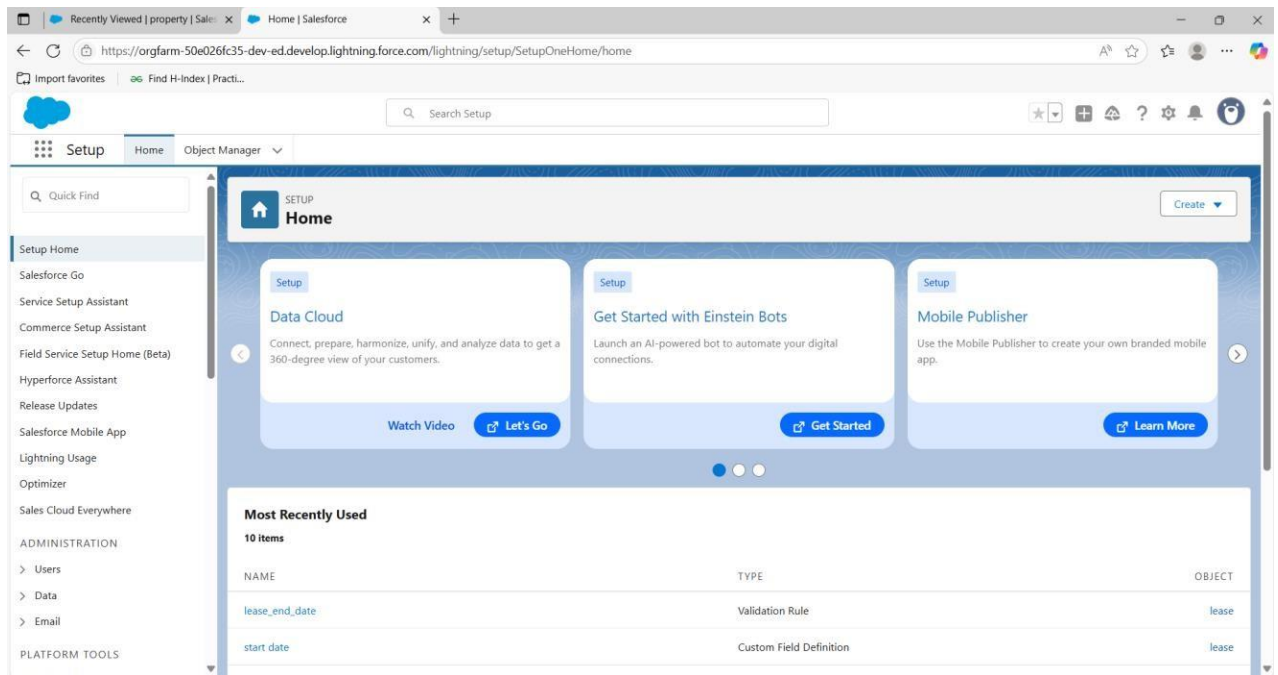 Recently Viewed | property | Sales
Home | Salesforce
https://orgfarm-50e026fc35-dev-ed.develop.lightning.force.com/lightning/setup/SetupOneHome/home
Import favorites
Find H-Index | Practi...
Search Setup
Setup
Home
Object Manager
Quick Find
Setup Home
Salesforce Go
Service Setup Assistant
Commerce Setup Assistant
Field Service Setup Home (Beta)
Hyperforce Assistant
Release Updates
Salesforce Mobile App
Lightning Usage
Optimizer
Sales Cloud Everywhere
ADMINISTRATION
Users
Data
Email
PLATFORM TOOLS
SETUP
Home
Create
Setup
Data Cloud
Connect, prepare, harmonize, unify, and analyze data to get a
360-degree view of your customers.
Watch Video
Let's Go
Setup
Get Started with Einstein Bots
Launch an AI-powered bot to automate your digital
connections.
Get Started
Setup
Mobile Publisher
Use the Mobile Publisher to create your own branded mobile
app.
Learn More
Most Recently Used
10 items
NAME TYPE OBJECT
lease_end_date Validation Rule lease
start date Custom Field Definition lease